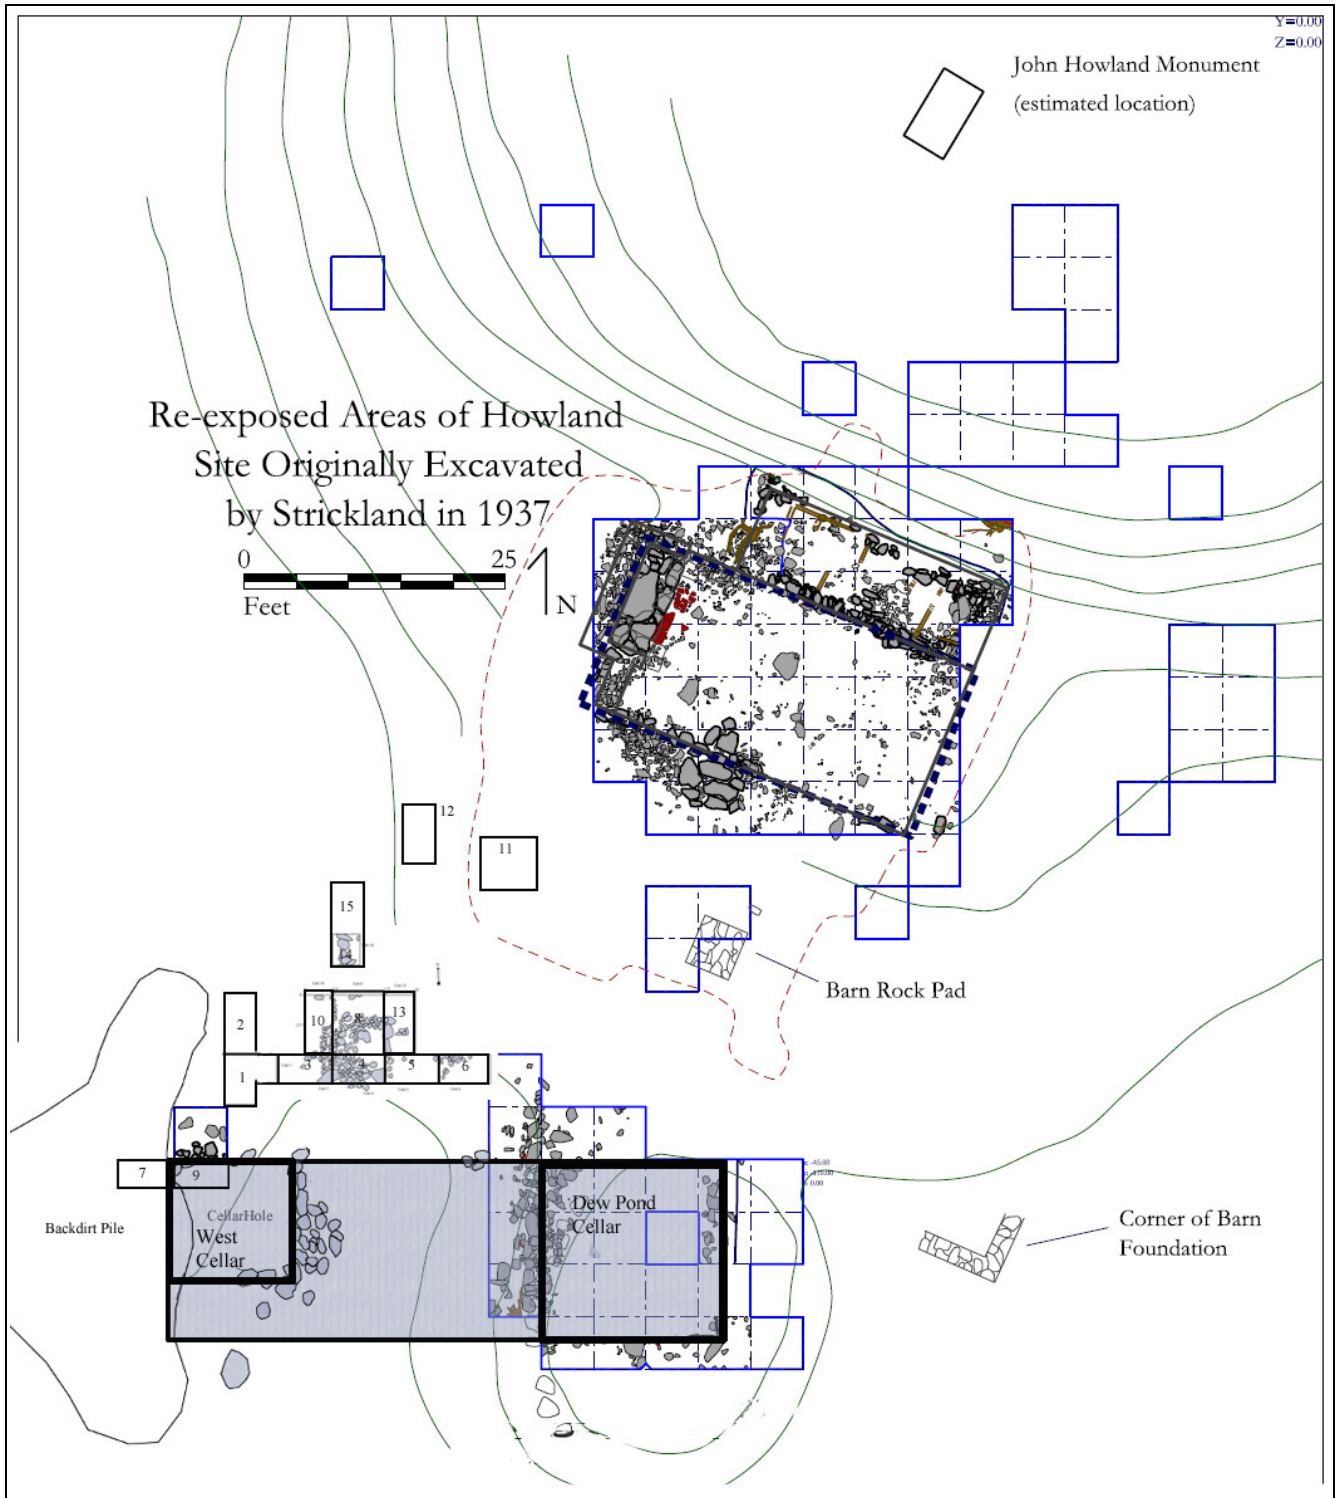 Y=0.00
Z=0.00
John Howland Monument
(estimated location)
Re-exposed Areas of Howland
Site Originally Excavated
by Strickland in 1937
0 25
Feet
N
12
11
15
2
10
8
13
1
3
4
5
6
7
9
Barn Rock Pad
CellarHole
West
Cellar
Dew Pond
Cellar
Backdirt Pile
Corner of Barn
Foundation